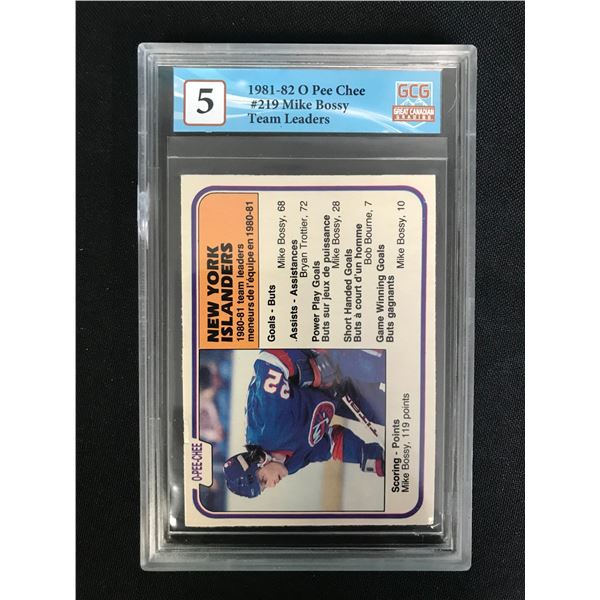 5
1981-82 O Pee Chee
#219 Mike Bossy
Team Leaders
GCG
GREAT CANADIAN
GRADING
O-PEE-CHEE
NEW YORK
ISLANDERS
1980-81 team leaders
meneurs de l'équipe en 1980-81
Goals - Buts
Mike Bossy, 68
Assists - Assistances
Bryan Trottier, 72
Power Play Goals
Buts sur jeux de puissance
Mike Bossy, 28
Short Handed Goals
Buts à court d'un homme
Bob Bourne, 7
Game Winning Goals
Buts gagnants
Mike Bossy, 10
Scoring - Points
Mike Bossy, 119 points
2
TITAN